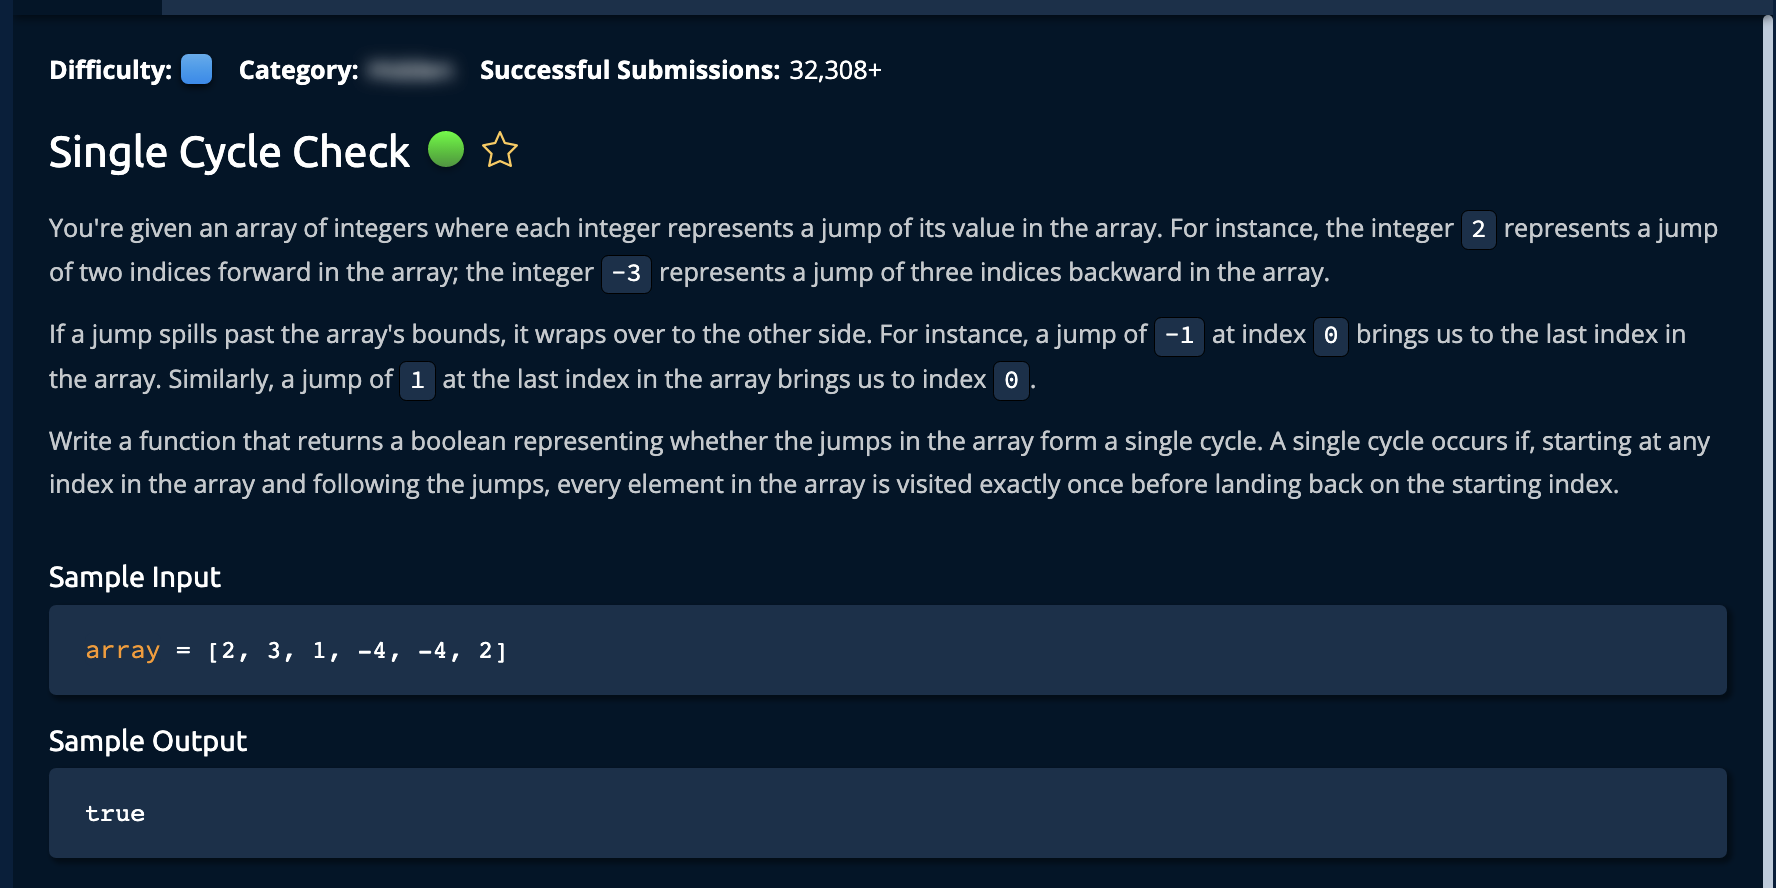 Difficulty: Category: Successful Submissions: 32,308+
Single Cycle Check
You're given an array of integers where each integer represents a jump of its value in the array. For instance, the integer 2 represents a jump
of two indices forward in the array; the integer -3 represents a jump of three indices backward in the array.
If a jump spills past the array's bounds, it wraps over to the other side. For instance, a jump of -1 at index 0 brings us to the last index in
the array. Similarly, a jump of 1 at the last index in the array brings us to index 0.
Write a function that returns a boolean representing whether the jumps in the array form a single cycle. A single cycle occurs if, starting at any
index in the array and following the jumps, every element in the array is visited exactly once before landing back on the starting index.
Sample Input
array = [2, 3, 1, -4, -4, 2]
Sample Output
true